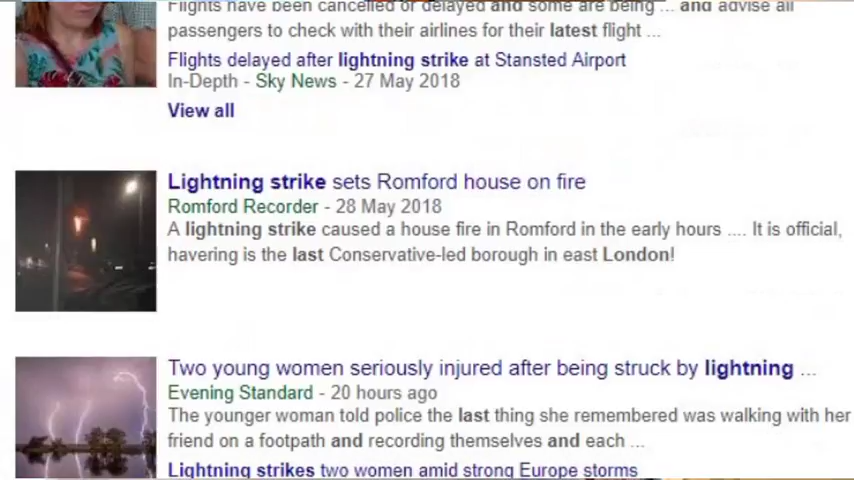 Flights have been cancelled or delayed and some are being ... and advise all
passengers to check with their airlines for their latest flight ...
Flights delayed after lightning strike at Stansted Airport
In-Depth - Sky News - 27 May 2018
View all
Lightning strike sets Romford house on fire
Romford Recorder - 28 May 2018
A lightning strike caused a house fire in Romford in the early hours .... It is official,
havering is the last Conservative-led borough in east London!
Two young women seriously injured after being struck by lightning ...
Evening Standard - 20 hours ago
The younger woman told police the last thing she remembered was walking with her
friend on a footpath and recording themselves and each ...
Lightning strikes two women amid strong Europe storms